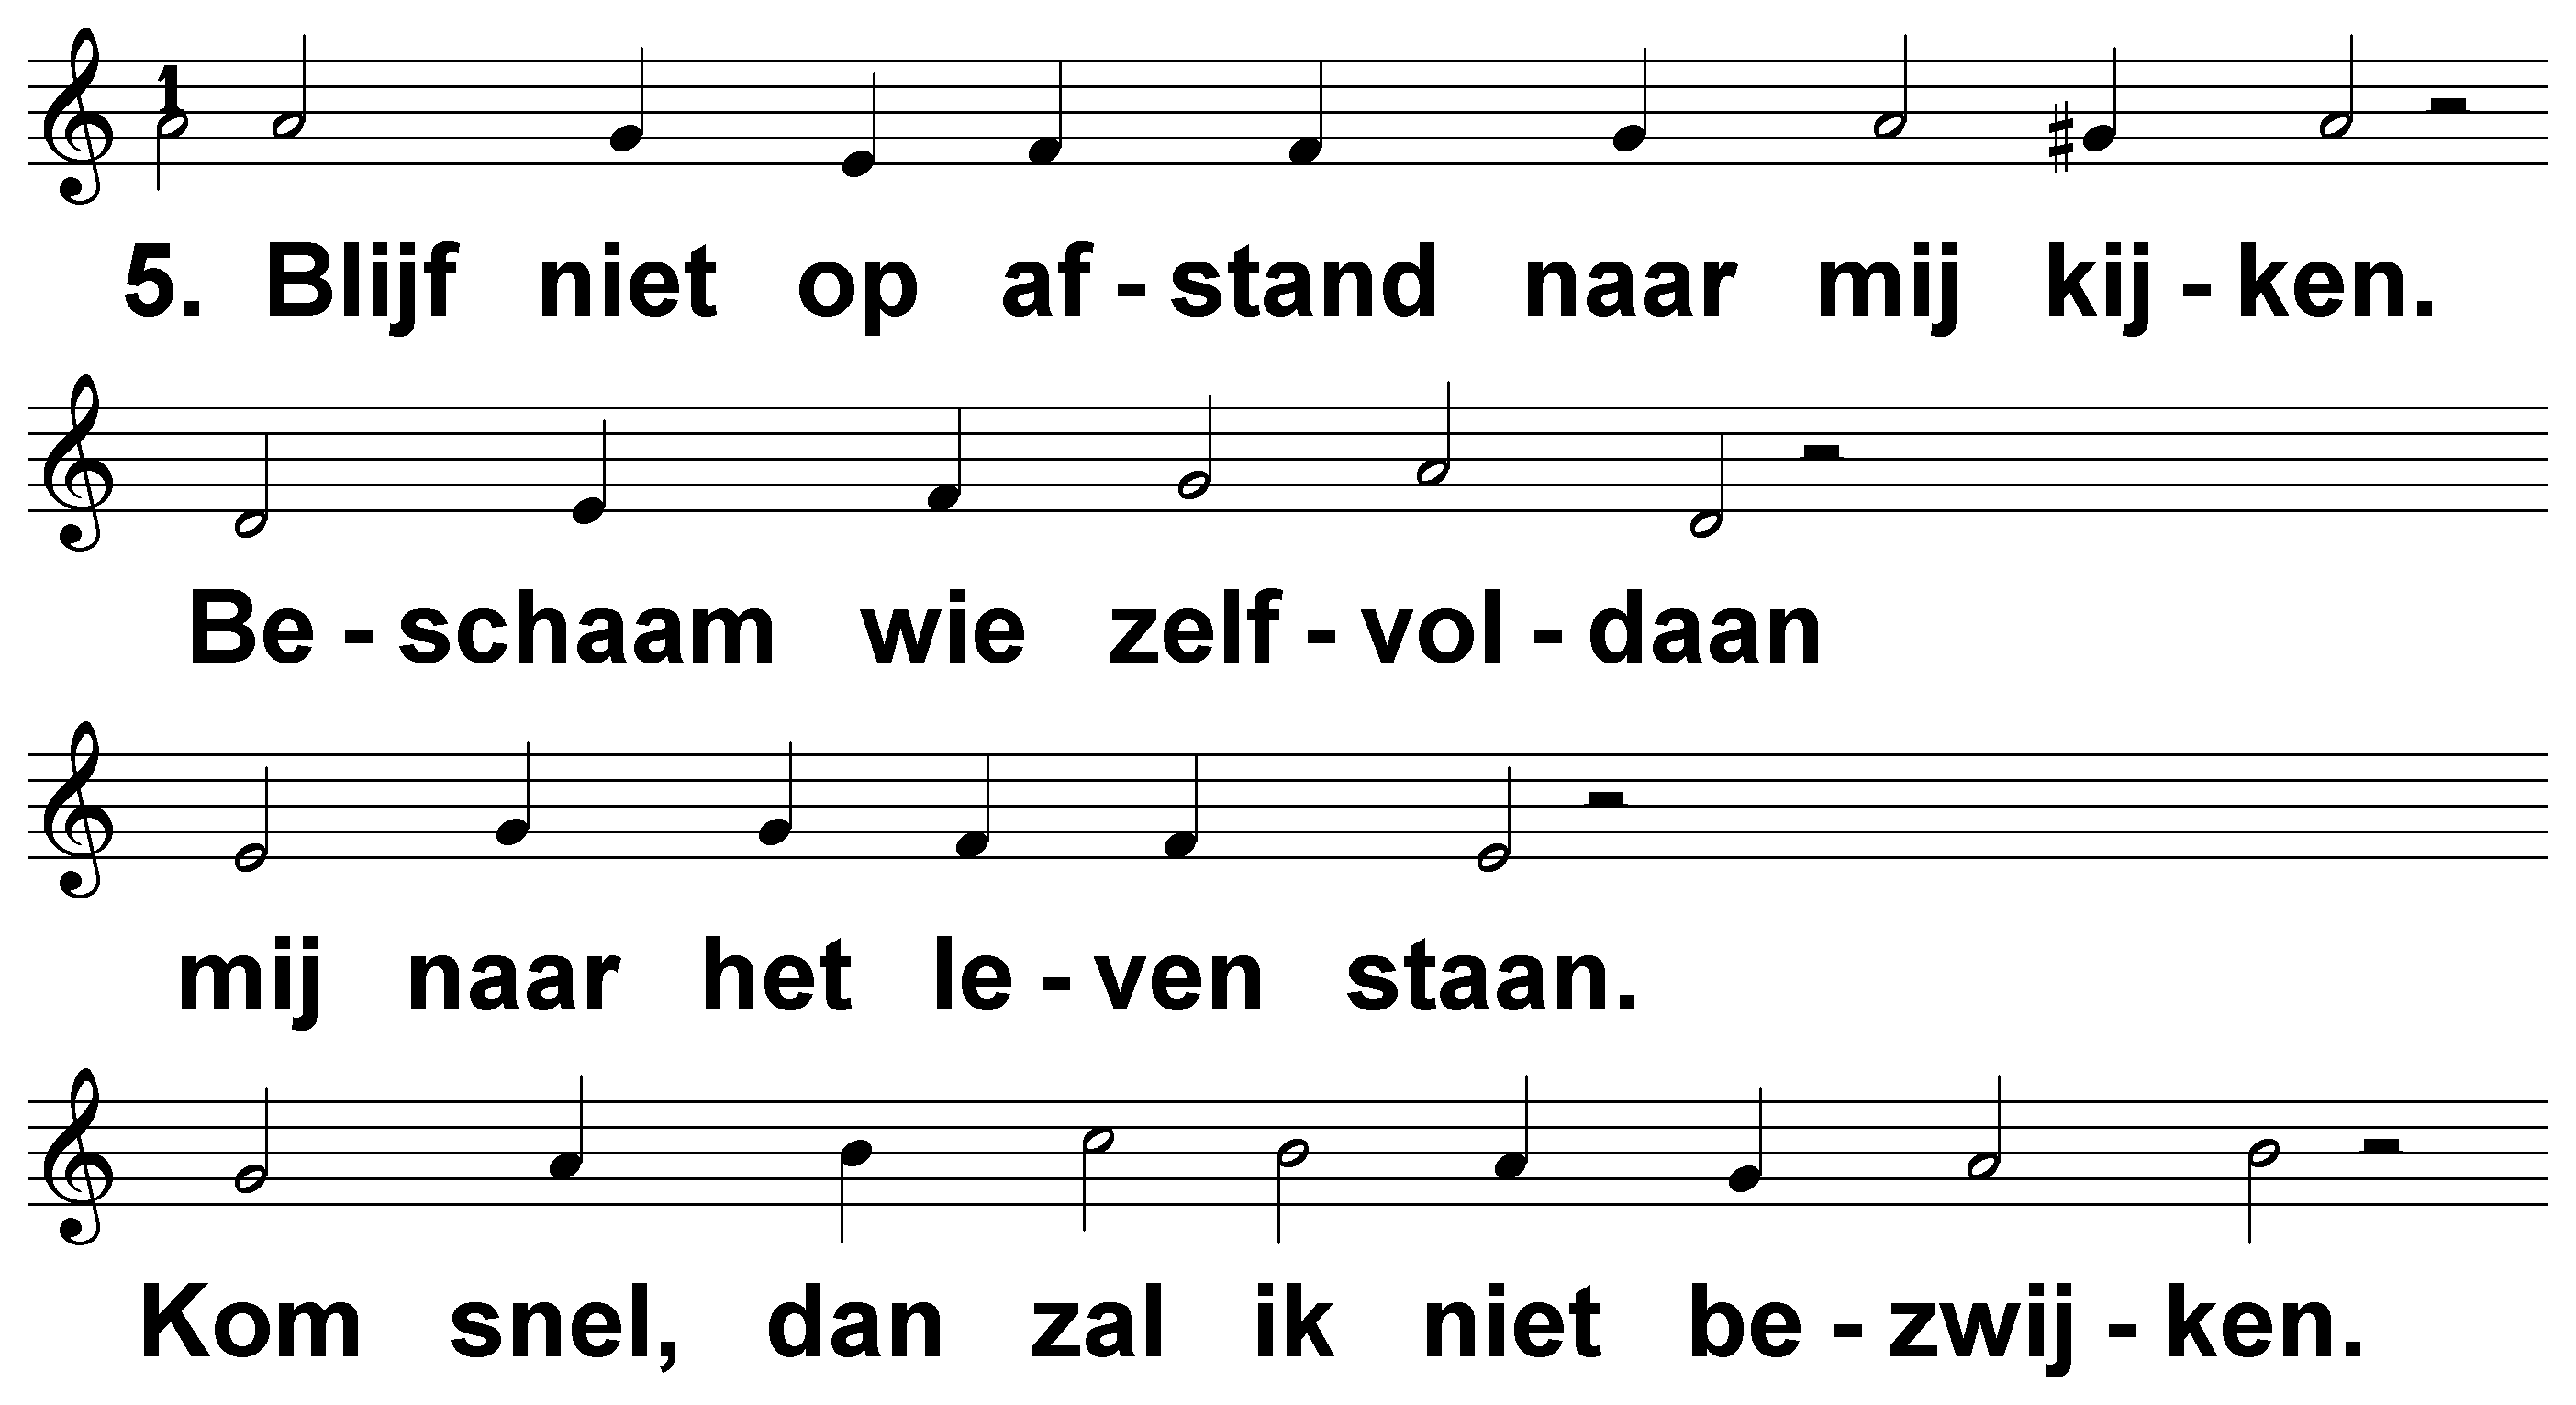 5. Blijf niet op af - stand naar mij kij - ken.
Be - schaam wie zelf - vol - daan
mij naar het le - ven staan.
Kom snel, dan zal ik niet be - zwij - ken.